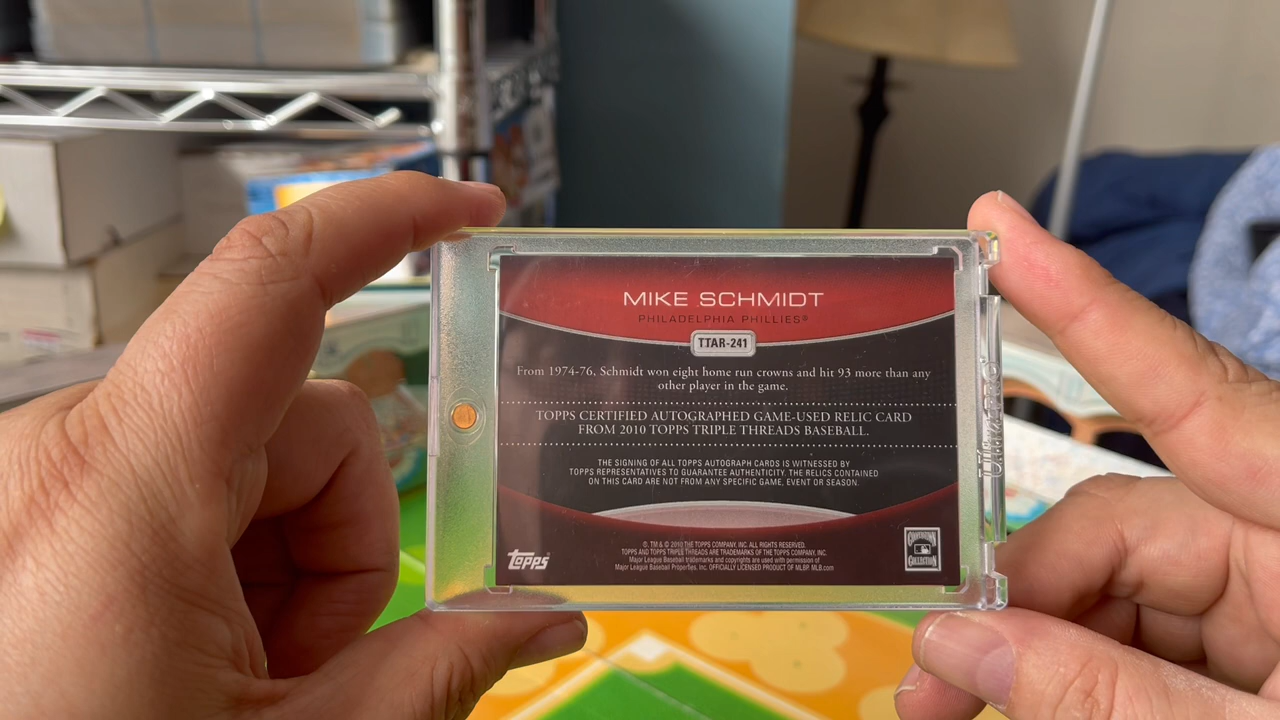 MIKE SCHMIDT
PHILADELPHIA PHILLIES®
TTAR-241
From 1974-76, Schmidt won eight home run crowns and hit 93 more than any
other player in the game.
TOPPS CERTIFIED AUTOGRAPHED GAME-USED RELIC CARD
FROM 2010 TOPPS TRIPLE THREADS BASEBALL.
THE SIGNING OF ALL TOPPS AUTOGRAPH CARDS IS WITNESSED BY
TOPPS REPRESENTATIVES TO GUARANTEE AUTHENTICITY. THE RELICS CONTAINED
ON THIS CARD ARE NOT FROM ANY SPECIFIC GAME, EVENT OR SEASON.
®, TM & © 2010 THE TOPPS COMPANY, INC. ALL RIGHTS RESERVED.
TOPPS AND TOPPS TRIPLE THREADS ARE TRADEMARKS OF THE TOPPS COMPANY, INC.
Major League Baseball trademarks and copyrights are used with permission of
Major League Baseball Properties, Inc. OFFICIALLY LICENSED PRODUCT OF MLBP. MLB.com
topps
COOPERSTOWN
COLLECTION
Ultra PRO